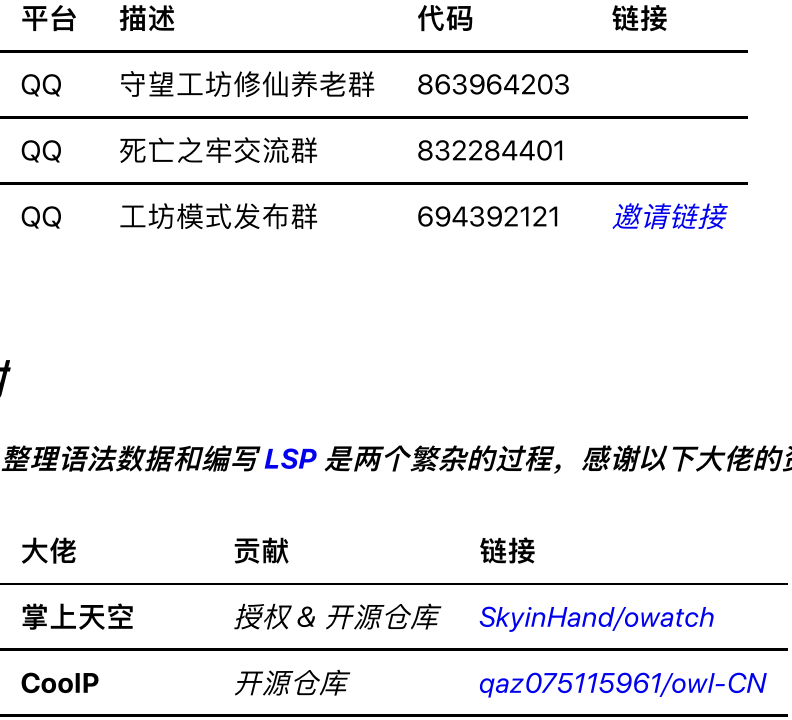 平台 描述 代码 链接
QQ 守望工坊修仙养老群 863964203
QQ 死亡之牢交流群 832284401
QQ 工坊模式发布群 694392121 邀请链接
整理语法数据和编写 LSP 是两个繁杂的过程，感谢以下大佬的
大佬 贡献 链接
掌上天空 授权 & 开源仓库 SkyinHand/owatch
CoolP 开源仓库 qaz075115961/owl-CN